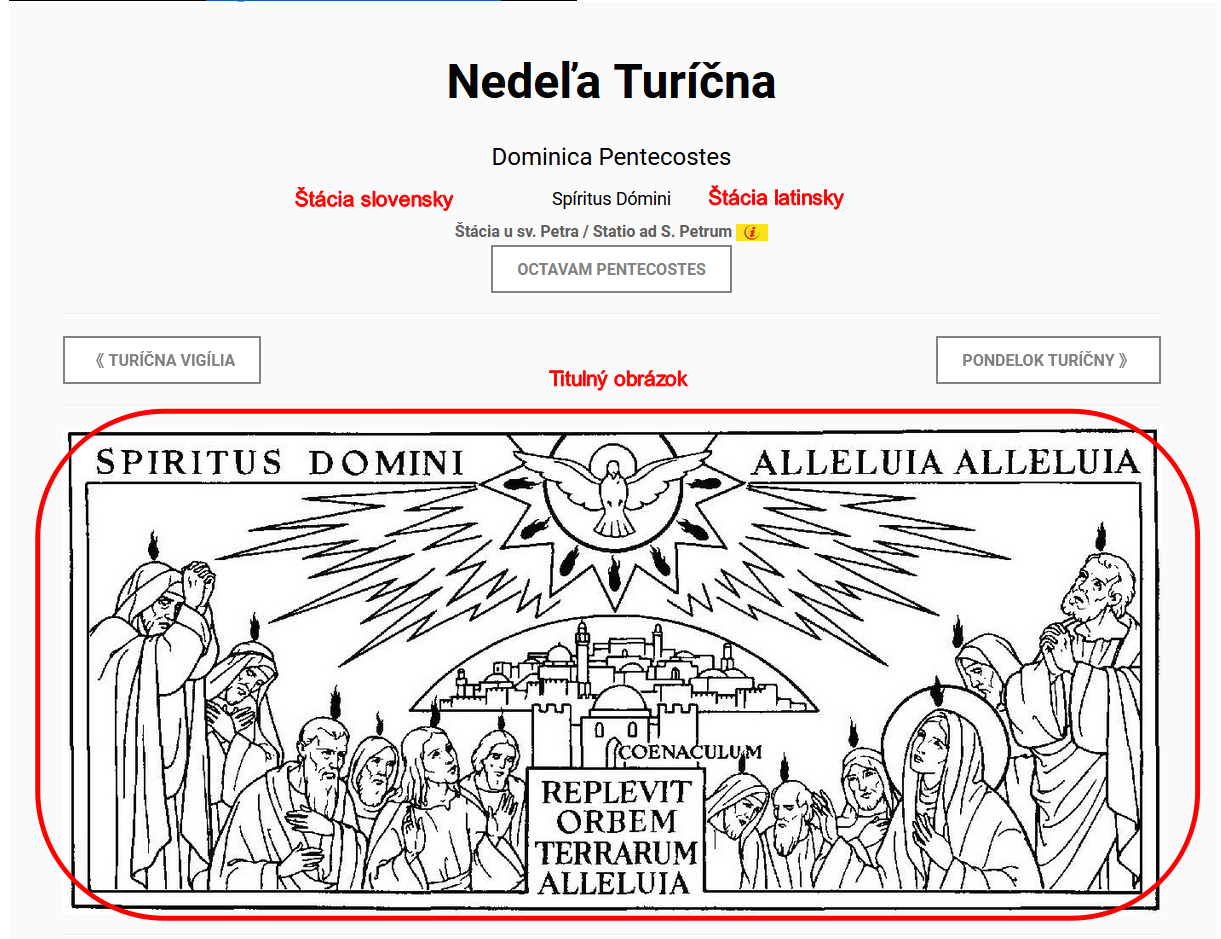 Nedeľa Turíčna
Dominica Pentecostes
Štácia slovensky Spíritus Dómini Štácia latinsky
Štácia u sv. Petra / Statio ad S. Petrum i
OCTAVAM PENTECOSTES
《 TURÍČNA VIGÍLIA
PONDELOK TURÍČNY 》
Titulný obrázok
SPIRITUS DOMINI ALLELUIA ALLELUIA
COENACULUM
REPLEVIT
ORBEM
TERRARUM
ALLELUIA